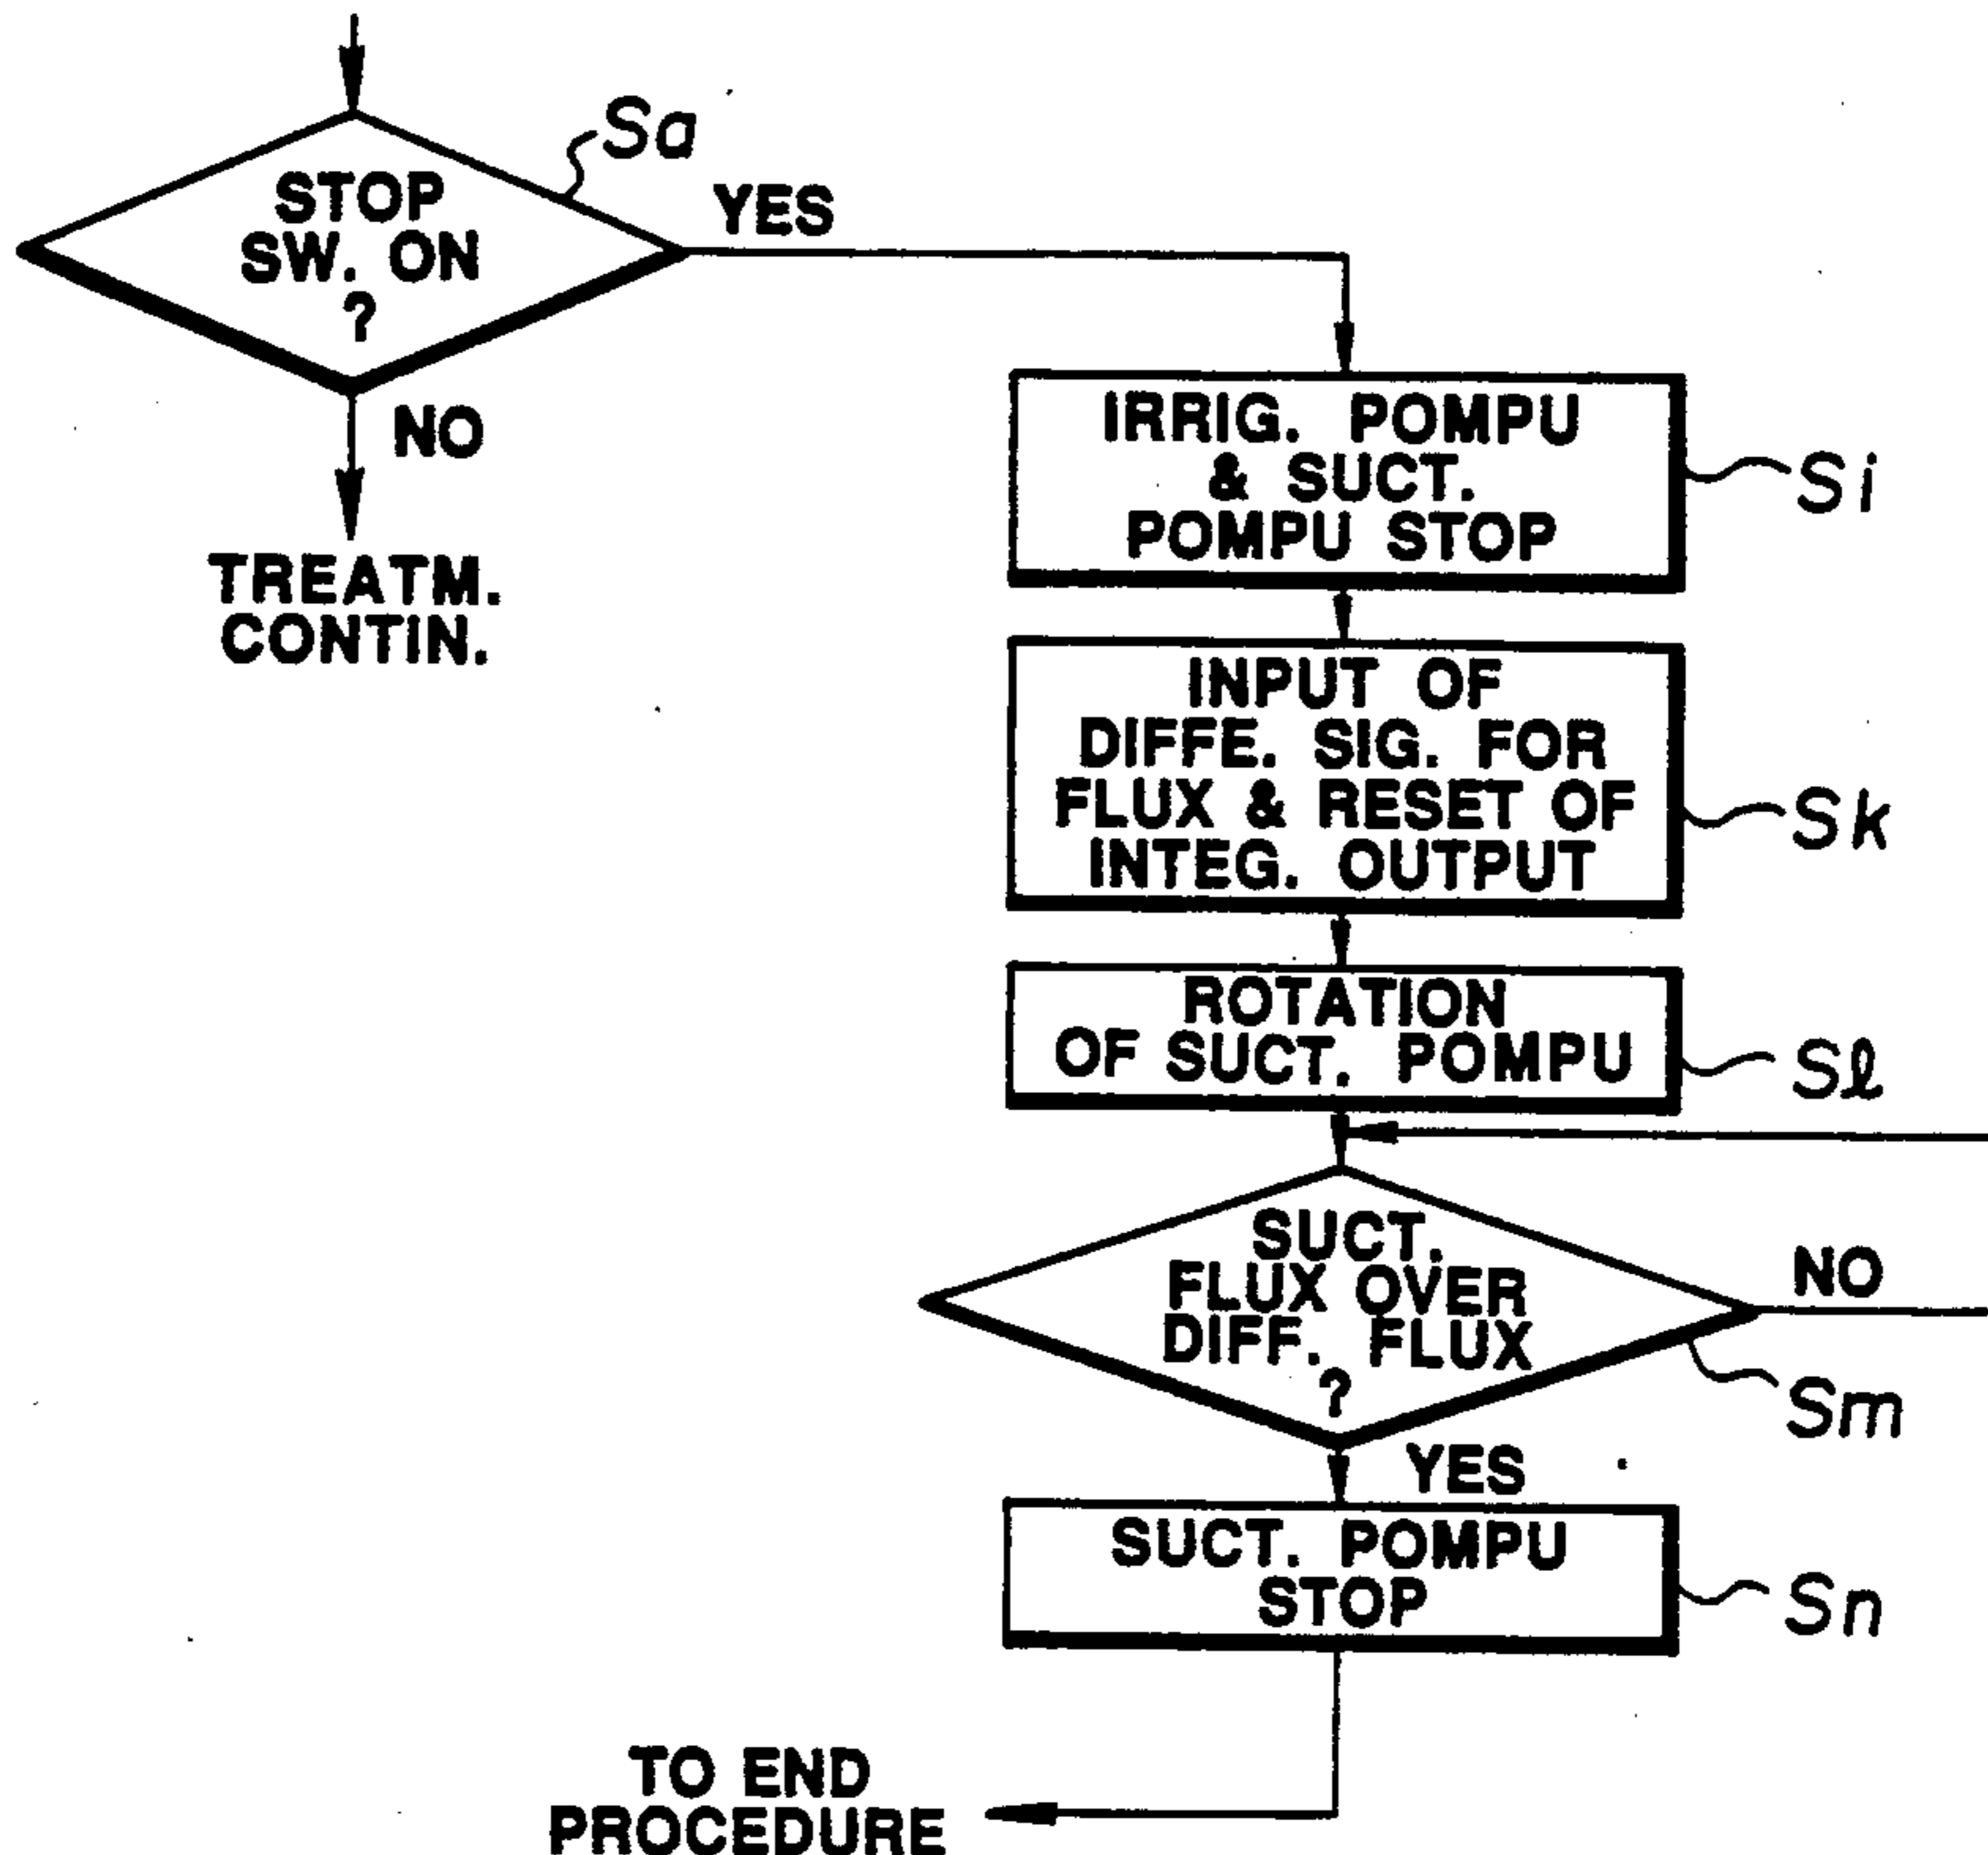 STOP
SW. ON
?
Sa
YES
NO
TREATM.
CONTIN.
IRRIG. POMPU
& SUCT.
POMPU STOP
Si
INPUT OF
DIFFE. SIG. FOR
FLUX & RESET OF
INTEG. OUTPUT
Sk
ROTATION
OF SUCT. POMPU
Sℓ
SUCT.
FLUX OVER
DIFF. FLUX
?
NO
Sm
YES
SUCT. POMPU
STOP
Sn
TO END
PROCEDURE